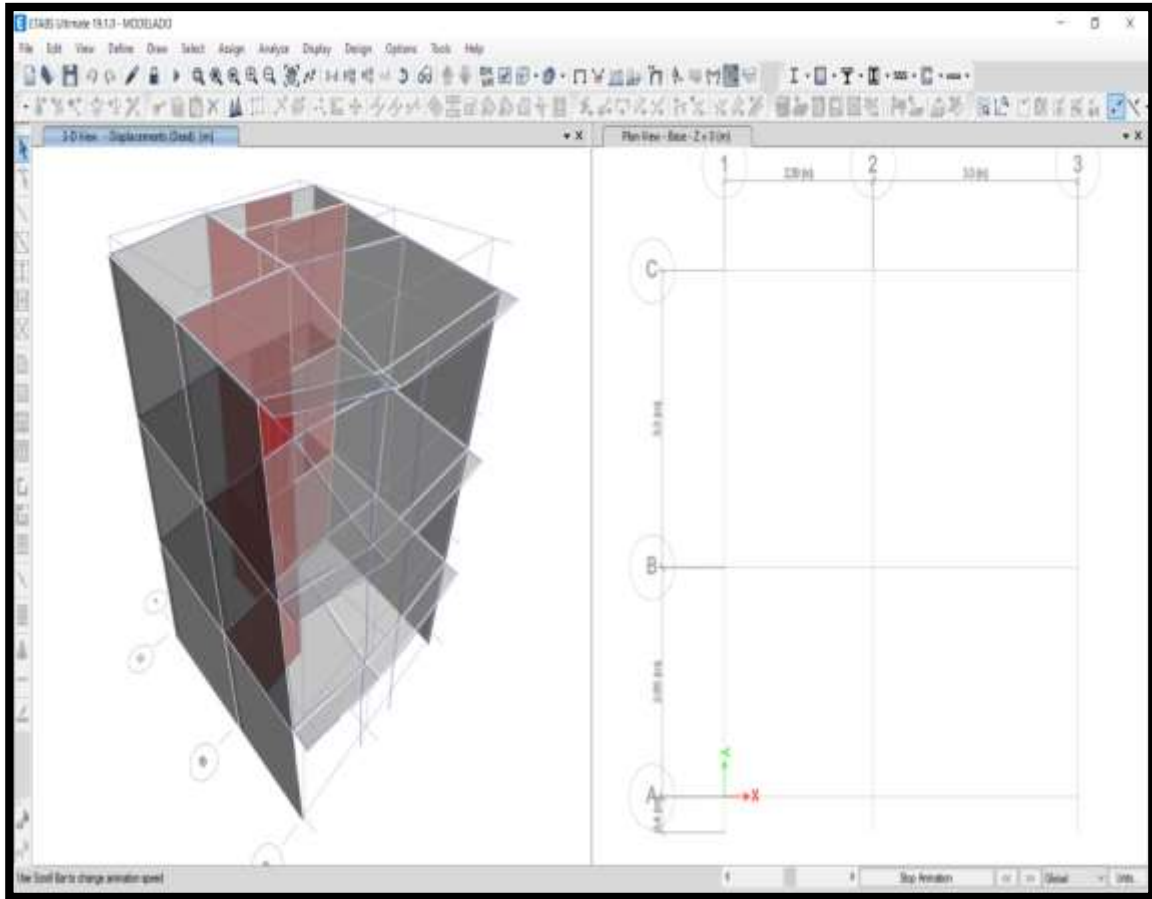 ETABS Ultimate 19.1.0 - MODELADO
File Edit View Define Draw Select Assign Analyze Display Design Options Tools Help
3-D View - Displacements (Dead) [m]
Plan View - Base - Z = 0 (m)
1
2
3
C
B
A
Y
X
Use Scroll Bar to change animation speed
Stop Animation
<<
>>
Global
Units...